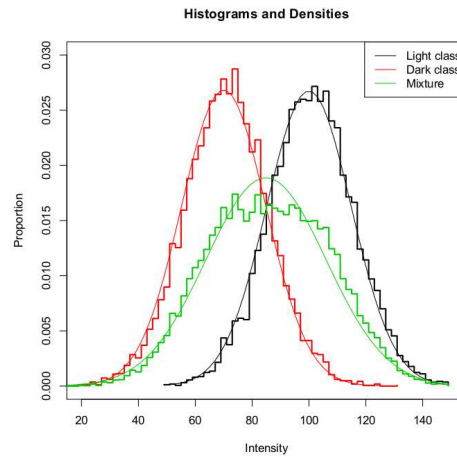 Histograms and Densities
Light class
Dark class
Mixture
Proportion
0.030
0.025
0.020
0.015
0.010
0.005
0.000
20 40 60 80 100 120 140
Intensity